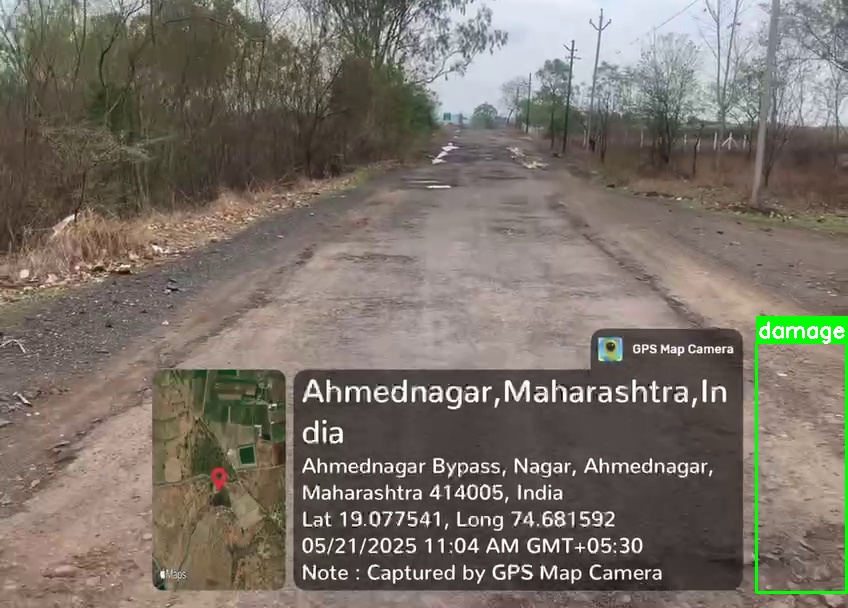 damage
GPS Map Camera
Ahmednagar,Maharashtra,In
dia
Ahmednagar Bypass, Nagar, Ahmednagar,
Maharashtra 414005, India
Lat 19.077541, Long 74.681592
05/21/2025 11:04 AM GMT+05:30
Note : Captured by GPS Map Camera
Maps